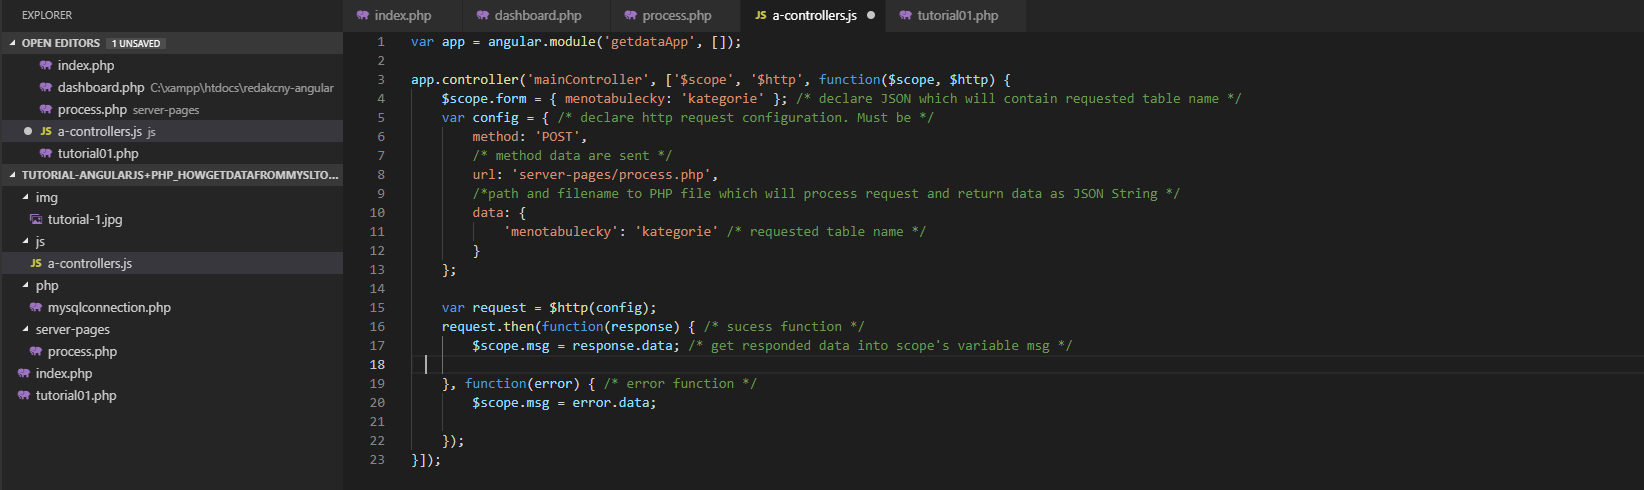 EXPLORER
OPEN EDITORS 1 UNSAVED
index.php
dashboard.php C:\xampp\htdocs\redakcny-angular
process.php server-pages
JS a-controllers.js js
tutorial01.php
TUTORIAL-ANGULARJS+PHP_HOWGETDATAFROMMYSLTO...
img
tutorial-1.jpg
js
JS a-controllers.js
php
mysqlconnection.php
server-pages
process.php
index.php
tutorial01.php
index.php dashboard.php process.php JS a-controllers.js tutorial01.php
1 var app = angular.module('getdataApp', []);
2
3 app.controller('mainController', ['$scope', '$http', function($scope, $http) {
4 $scope.form = { menotabulecky: 'kategorie' }; /* declare JSON which will contain requested table name */
5 var config = { /* declare http request configuration. Must be */
6 method: 'POST',
7 /* method data are sent */
8 url: 'server-pages/process.php',
9 /*path and filename to PHP file which will process request and return data as JSON String */
10 data: {
11 'menotabulecky': 'kategorie' /* requested table name */
12 }
13 };
14
15 var request = $http(config);
16 request.then(function(response) { /* sucess function */
17 $scope.msg = response.data; /* get responded data into scope's variable msg */
18
19 }, function(error) { /* error function */
20 $scope.msg = error.data;
21
22 });
23 }]);